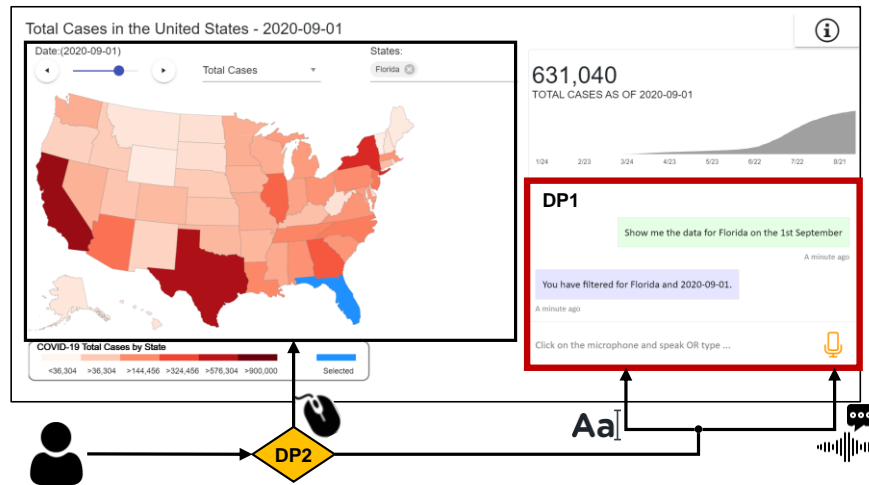 Total Cases in the United States - 2020-09-01
Date:(2020-09-01)
Total Cases
States:
Florida
631,040
TOTAL CASES AS OF 2020-09-01
1/24 2/23 3/24 4/23 5/23 6/22 7/22 8/21
DP1
Show me the data for Florida on the 1st September
A minute ago
You have filtered for Florida and 2020-09-01.
A minute ago
Click on the microphone and speak OR type ...
COVID-19 Total Cases by State
<36,304 >36,304 >144,456 >324,456 >576,304 >900,000 Selected
Aa
DP2